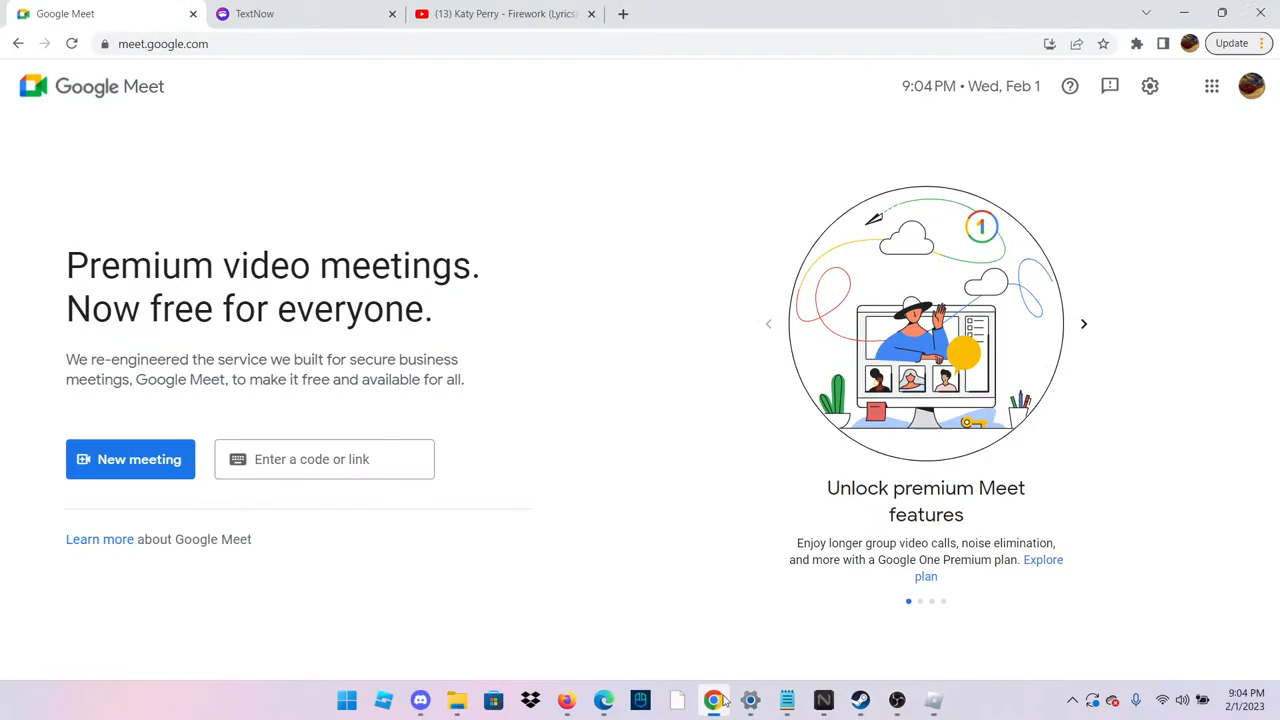 Google Meet
TextNow
(13) Katy Perry - Firework (Lyrics)
meet.google.com
Update
Google Meet
9:04 PM • Wed, Feb 1
1
Premium video meetings.
Now free for everyone.
We re-engineered the service we built for secure business
meetings, Google Meet, to make it free and available for all.
New meeting
Enter a code or link
Learn more about Google Meet
Unlock premium Meet
features
Enjoy longer group video calls, noise elimination,
and more with a Google One Premium plan. Explore
plan
9:04 PM
2/1/2023